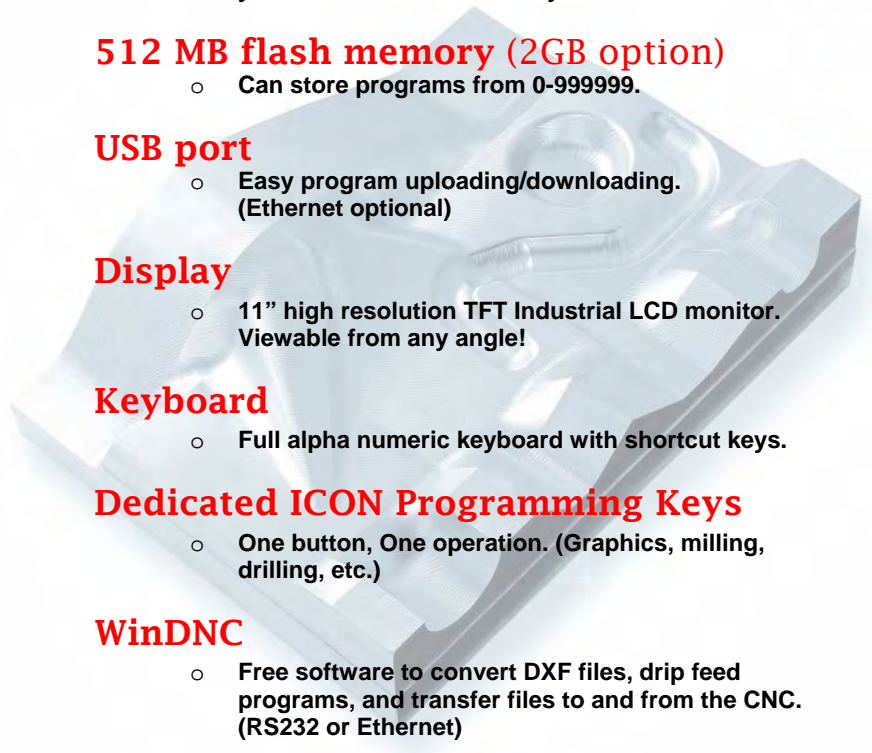 512 MB flash memory (2GB option)
o Can store programs from 0-999999.
USB port
o Easy program uploading/downloading.
(Ethernet optional)
Display
o 11” high resolution TFT Industrial LCD monitor.
Viewable from any angle!
Keyboard
o Full alpha numeric keyboard with shortcut keys.
Dedicated ICON Programming Keys
o One button, One operation. (Graphics, milling,
drilling, etc.)
WinDNC
o Free software to convert DXF files, drip feed
programs, and transfer files to and from the CNC.
(RS232 or Ethernet)